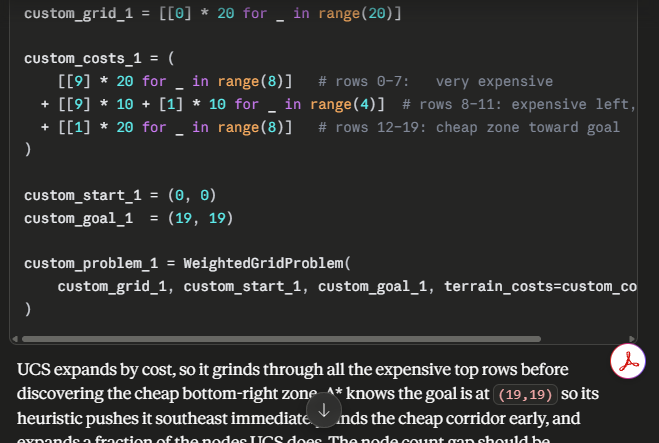 custom_grid_1 = [[0] * 20 for _ in range(20)]
custom_costs_1 = (
[[9] * 20 for _ in range(8)]   # rows 0-7:   very expensive
+ [[9] * 10 + [1] * 10 for _ in range(4)]  # rows 8-11: expensive left,
+ [[1] * 20 for _ in range(8)]   # rows 12-19: cheap zone toward goal
)
custom_start_1 = (0, 0)
custom_goal_1  = (19, 19)
custom_problem_1 = WeightedGridProblem(
custom_grid_1, custom_start_1, custom_goal_1, terrain_costs=custom_co
)
UCS expands by cost, so it grinds through all the expensive top rows before
discovering the cheap bottom-right zone. A* knows the goal is at (19,19) so its
heuristic pushes it southeast the cheap corridor early, and
expands a fraction of the nodes UCS does. The node count gap should be